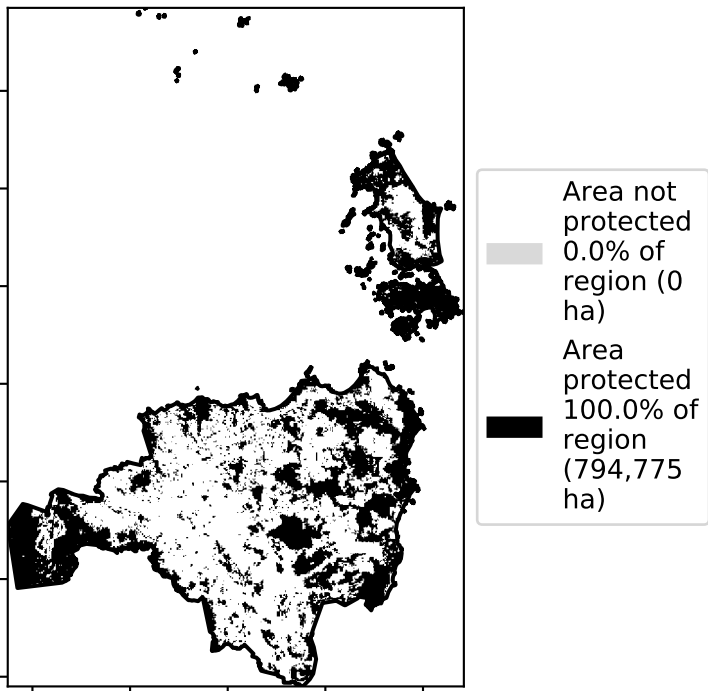 Area not
protected
0.0% of
region (0
ha)
Area
protected
100.0% of
region
(794,775
ha)